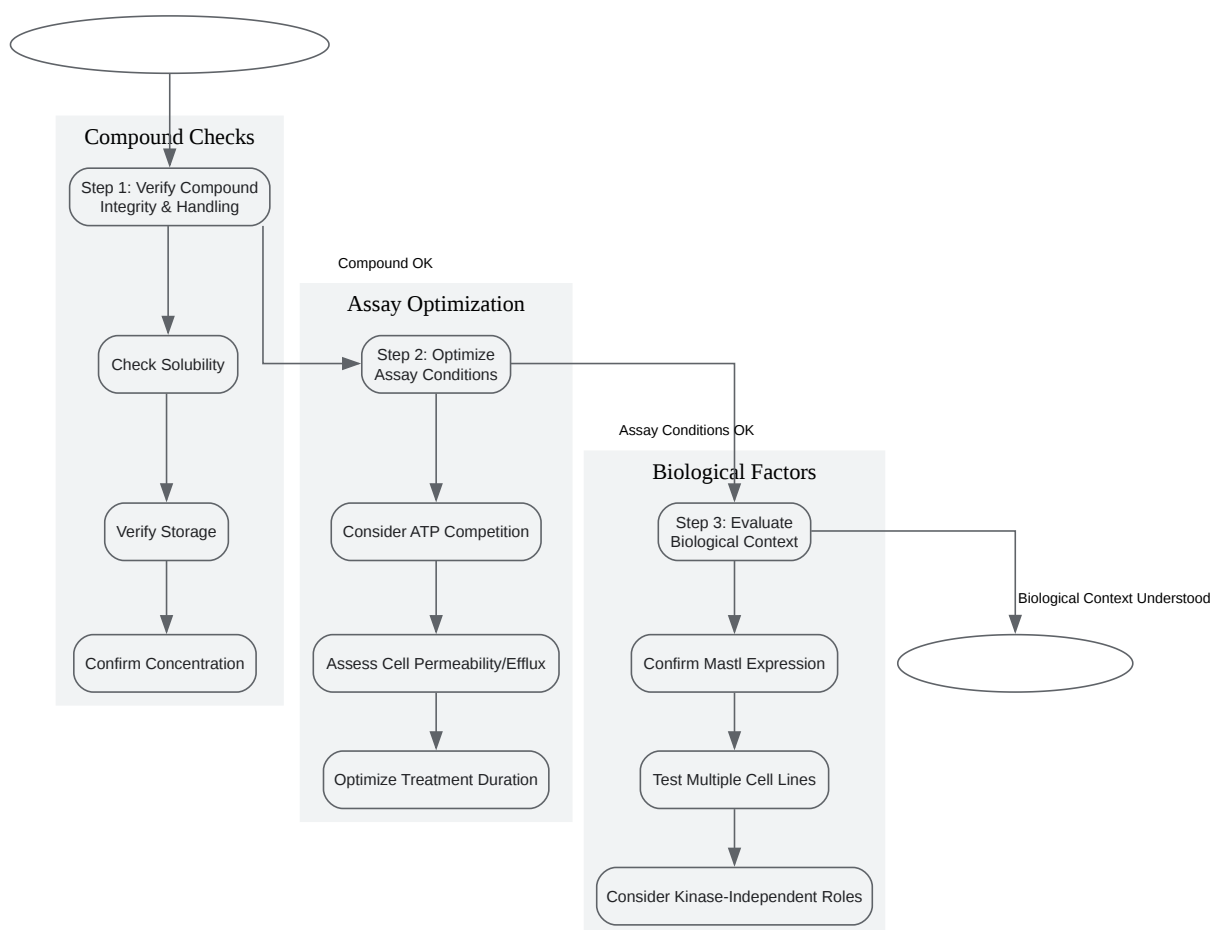 Compound Checks
Step 1: Verify Compound
Integrity & Handling
Check Solubility
Verify Storage
Confirm Concentration
Compound OK
Assay Optimization
Step 2: Optimize
Assay Conditions
Consider ATP Competition
Assess Cell Permeability/Efflux
Optimize Treatment Duration
Assay Conditions OK
Biological Factors
Step 3: Evaluate
Biological Context
Confirm Mastl Expression
Test Multiple Cell Lines
Consider Kinase-Independent Roles
Biological Context Understood